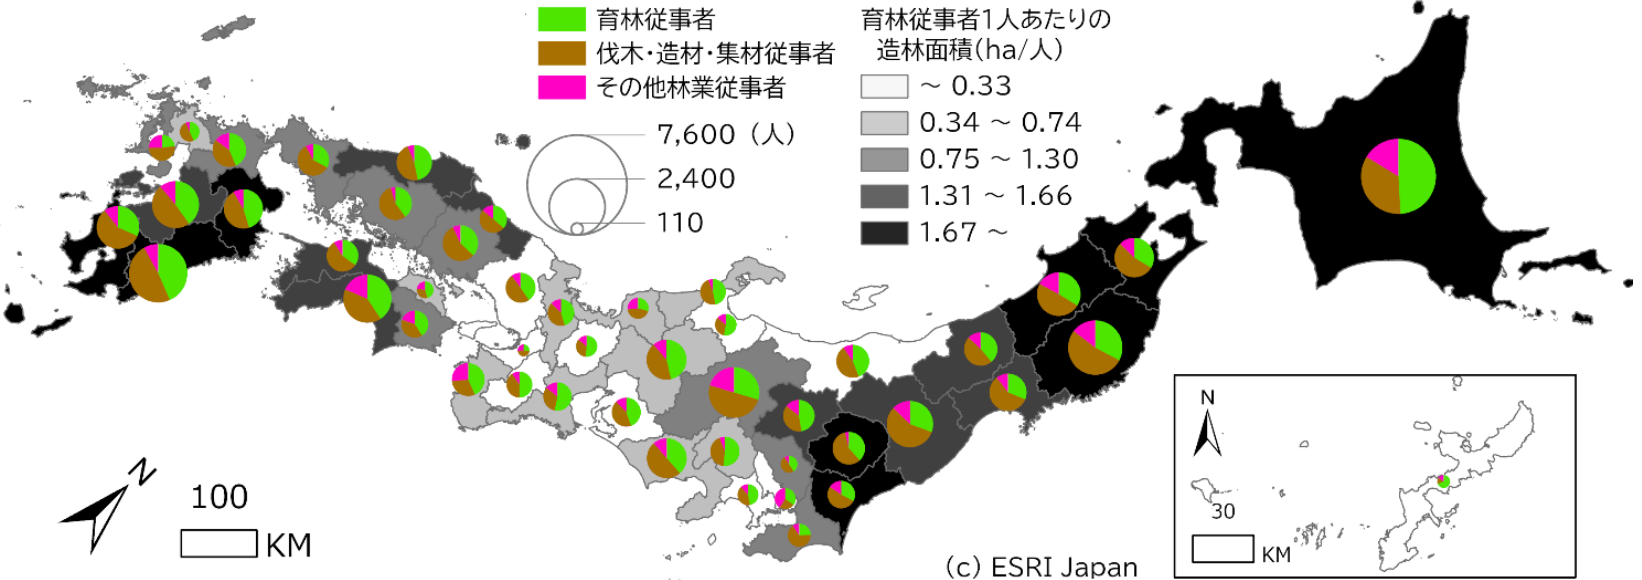 育林従事者
伐木・造材・集材従事者
その他林業従事者
7,600（人）
2,400
110
育林従事者1人あたりの
造林面積（ha/人）
～ 0.33
0.34 ～ 0.74
0.75 ～ 1.30
1.31 ～ 1.66
1.67 ～
N
100
KM
(c) ESRI Japan
N
30
KM